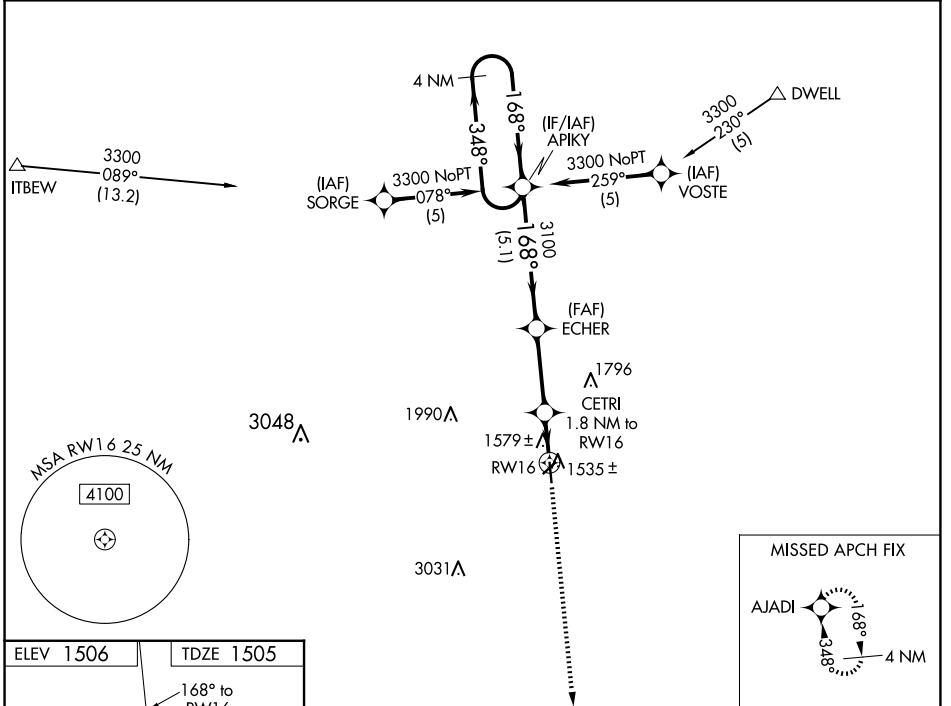 4 NM
168°
348°
(IF/IAF)
APIKY
3300
230°
(5)
DWELL
3300
089°
(13.2)
ITBEW
(IAF)
SORGE
3300 NoPT
078°
(5)
3300 NoPT
259°
(5)
(IAF)
VOSTE
3100
168°
(5.1)
(FAF)
ECHER
1796
CETRI
1.8 NM to
RW16
3048
1990
1579 ±
RW16
1535 ±
MSA RW16 25 NM
4100
3031
MISSED APCH FIX
AJADI
168°
348°
4 NM
ELEV 1506
TDZE 1505
168° to
RW16